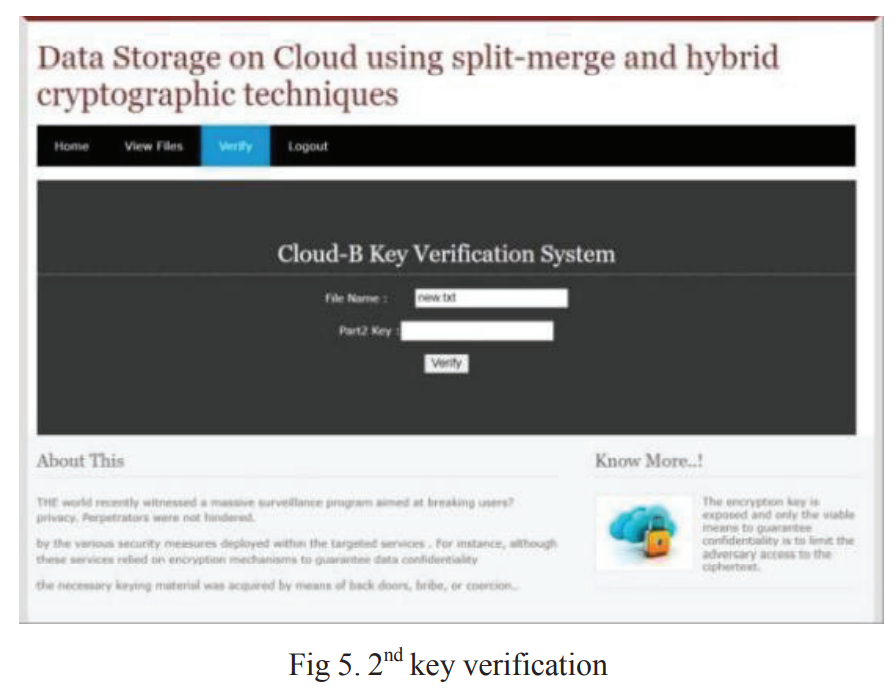 Data Storage on Cloud using split-merge and hybrid
cryptographic techniques
Home View Files Verify Logout
Cloud-B Key Verification System
File Name : new.txt
Part2 Key :
Verify
About This
THE world recently witnessed a massive surveillance program aimed at breaking users?
privacy. Perpetrators were not hindered.
by the various security measures deployed within the targeted services . For instance, although
these services relied on encryption mechanisms to guarantee data confidentiality
the necessary keying material was acquired by means of back doors, bribe, or coercion..
Know More..!
The encryption key is
exposed and only the viable
means to guarantee
confidentiality is to limit the
adversary access to the
ciphertext.
Fig 5. 2nd key verification